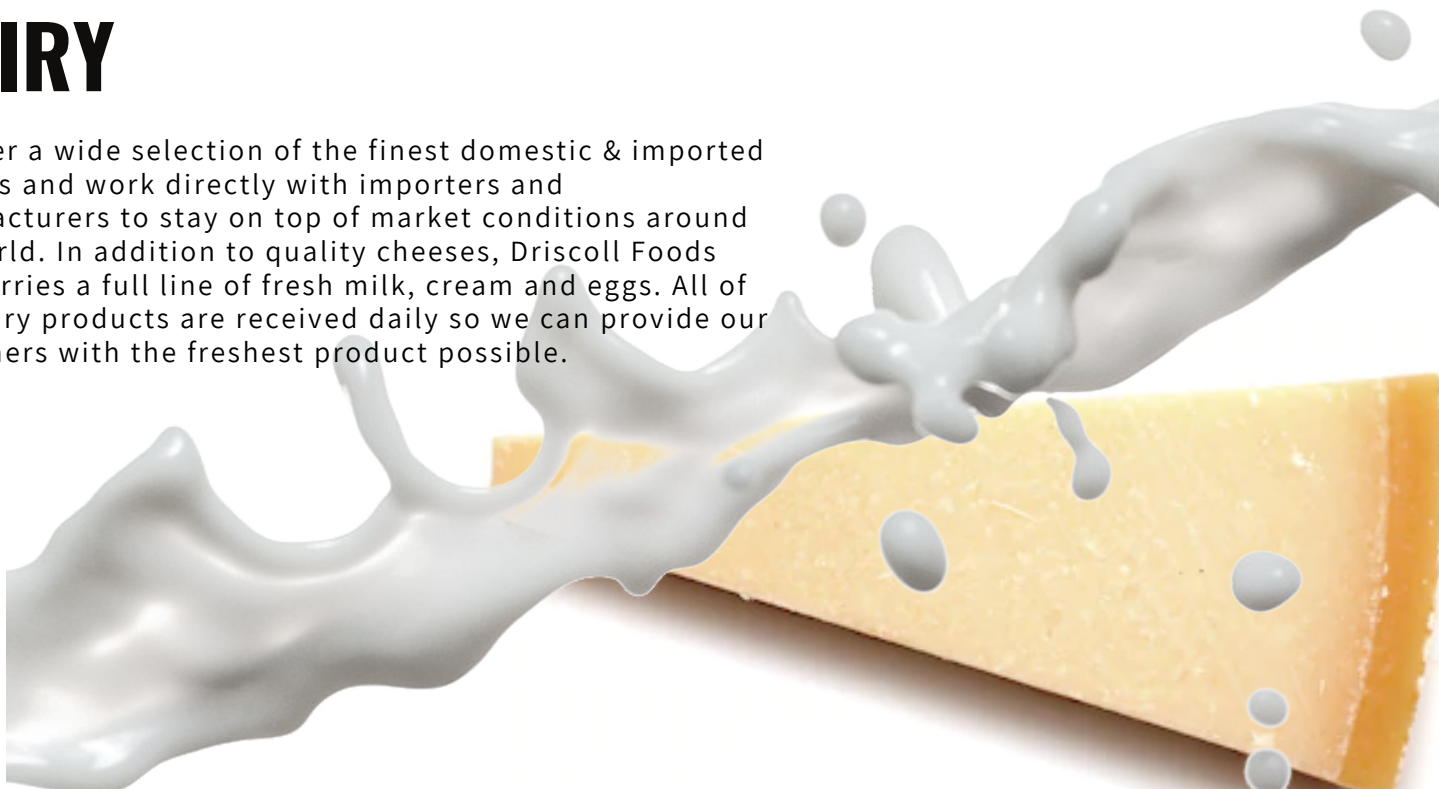 IRY
er a wide selection of the finest domestic & imported
s and work directly with importers and
acturers to stay on top of market conditions around
rld. In addition to quality cheeses, Driscoll Foods
rries a full line of fresh milk, cream and eggs. All of
ry products are received daily so we can provide our
ers with the freshest product possible.